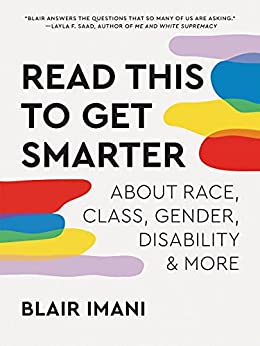 "BLAIR ANSWERS THE QUESTIONS THAT SO MANY OF US ARE ASKING."
—LAYLA F. SAAD, AUTHOR OF ME AND WHITE SUPREMACY
READ THIS
TO GET
SMARTER
ABOUT RACE,
CLASS, GENDER,
DISABILITY
& MORE
BLAIR IMANI